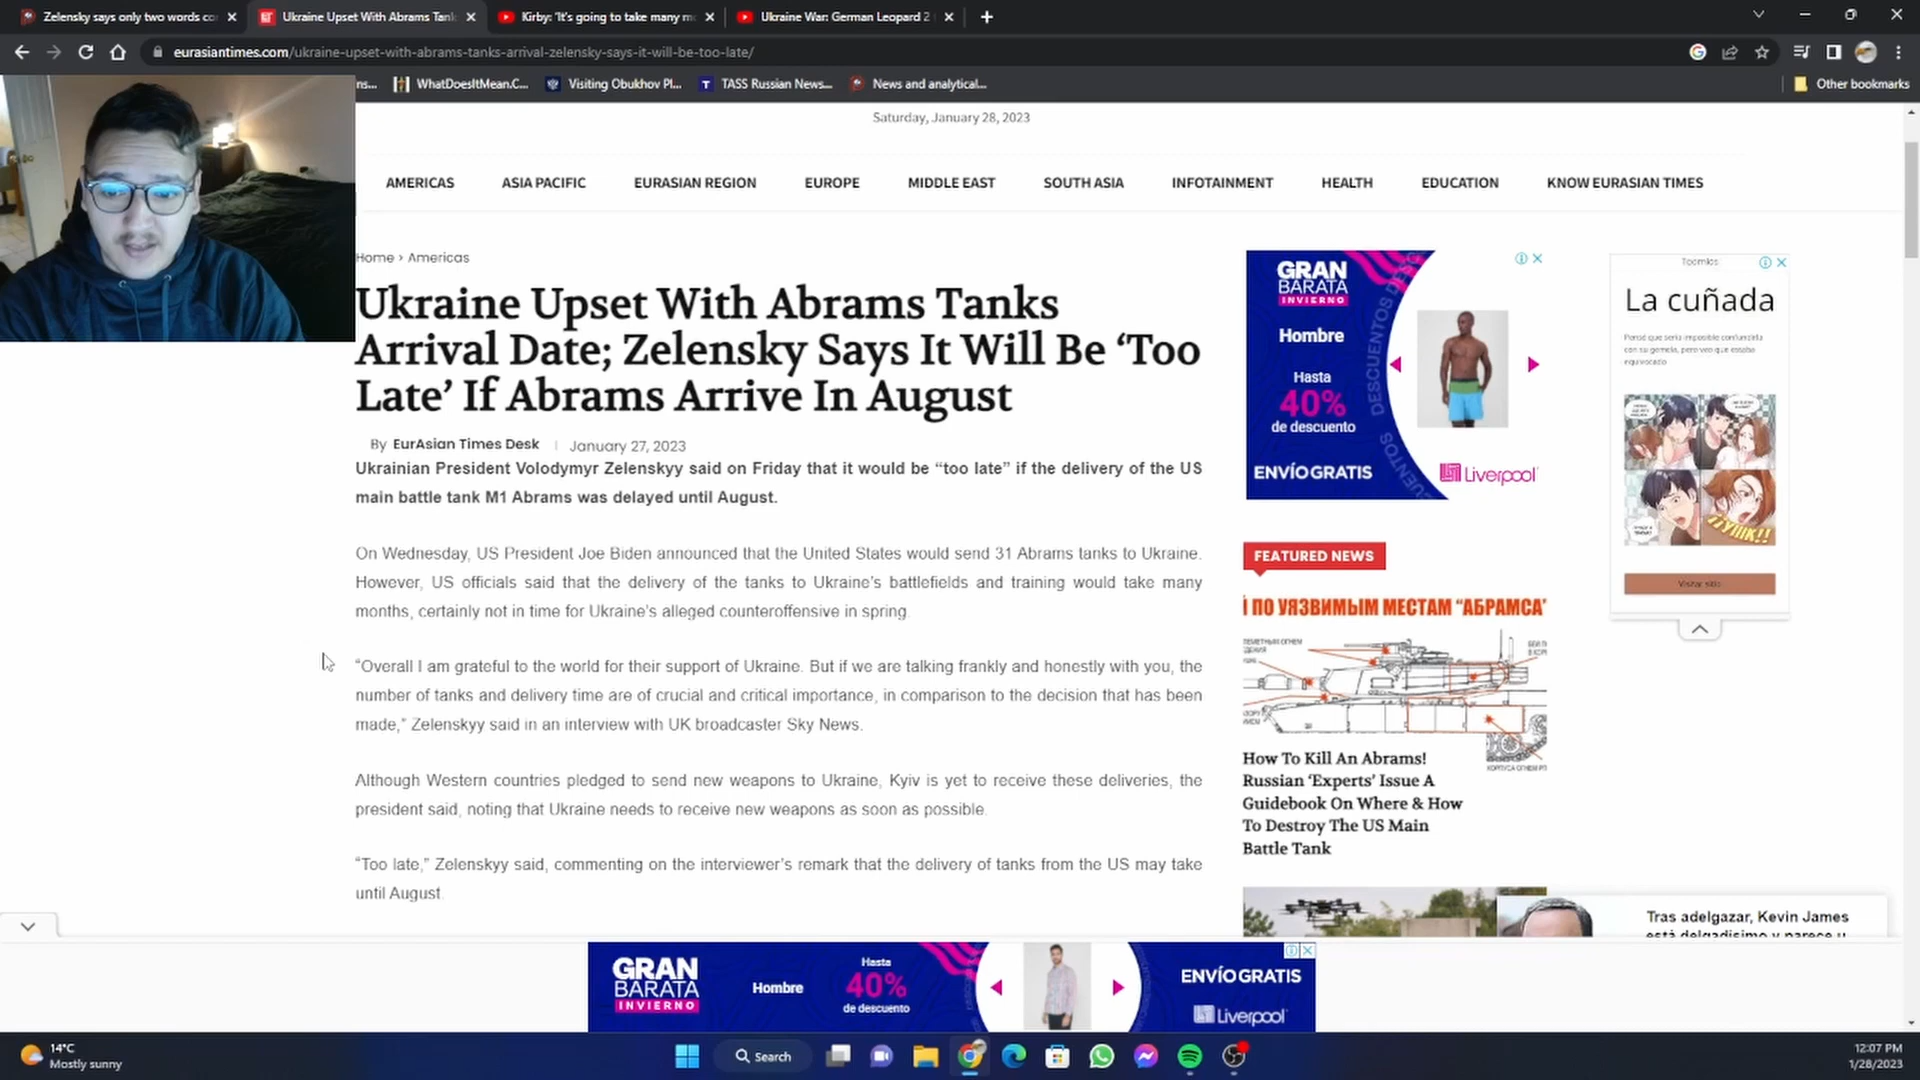 Zelensky says only two words co
Ukraine Upset With Abrams Tank
Kirby: 'It's going to take many m
Ukraine War: German Leopard 2
eurasiantimes.com/ukraine-upset-with-abrams-tanks-arrival-zelensky-says-it-will-be-too-late/
ns...
WhatDoesItMean.C...
Visiting Obukhov Pl...
TASS Russian News...
News and analytical...
Other bookmarks
Saturday, January 28, 2023
AMERICAS
ASIA PACIFIC
EURASIAN REGION
EUROPE
MIDDLE EAST
SOUTH ASIA
INFOTAINMENT
HEALTH
EDUCATION
KNOW EURASIAN TIMES
Home › Americas
Ukraine Upset With Abrams Tanks
Arrival Date; Zelensky Says It Will Be ‘Too
Late’ If Abrams Arrive In August
By EurAsian Times Desk
January 27, 2023
Ukrainian President Volodymyr Zelenskyy said on Friday that it would be “too late” if the delivery of the US
main battle tank M1 Abrams was delayed until August.
On Wednesday, US President Joe Biden announced that the United States would send 31 Abrams tanks to Ukraine.
However, US officials said that the delivery of the tanks to Ukraine’s battlefields and training would take many
months, certainly not in time for Ukraine’s alleged counteroffensive in spring.
“Overall I am grateful to the world for their support of Ukraine. But if we are talking frankly and honestly with you, the
number of tanks and delivery time are of crucial and critical importance, in comparison to the decision that has been
made,” Zelenskyy said in an interview with UK broadcaster Sky News.
Although Western countries pledged to send new weapons to Ukraine, Kyiv is yet to receive these deliveries, the
president said, noting that Ukraine needs to receive new weapons as soon as possible.
“Too late,” Zelenskyy said, commenting on the interviewer’s remark that the delivery of tanks from the US may take
until August.
GRAN
BARATA
INVIERNO
Hombre
Hasta
40%
de descuento
ENVÍO GRATIS
Liverpool
DESCUENTOS
Toomics
La cuñada
Pensé que sería imposible confundirla
con su gemela, pero veo que estaba
equivocado
Visitar sitio
FEATURED NEWS
Й ПО УЯЗВИМЫМ МЕСТАМ "АБРАМСА"
How To Kill An Abrams!
Russian ‘Experts’ Issue A
Guidebook On Where & How
To Destroy The US Main
Battle Tank
Tras adelgazar, Kevin James
está delgadísimo y parece u
GRAN
BARATA
INVIERNO
Hombre
Hasta
40%
de descuento
ENVÍO GRATIS
Liverpool
14°C
Mostly sunny
Search
12:07 PM
1/28/2023